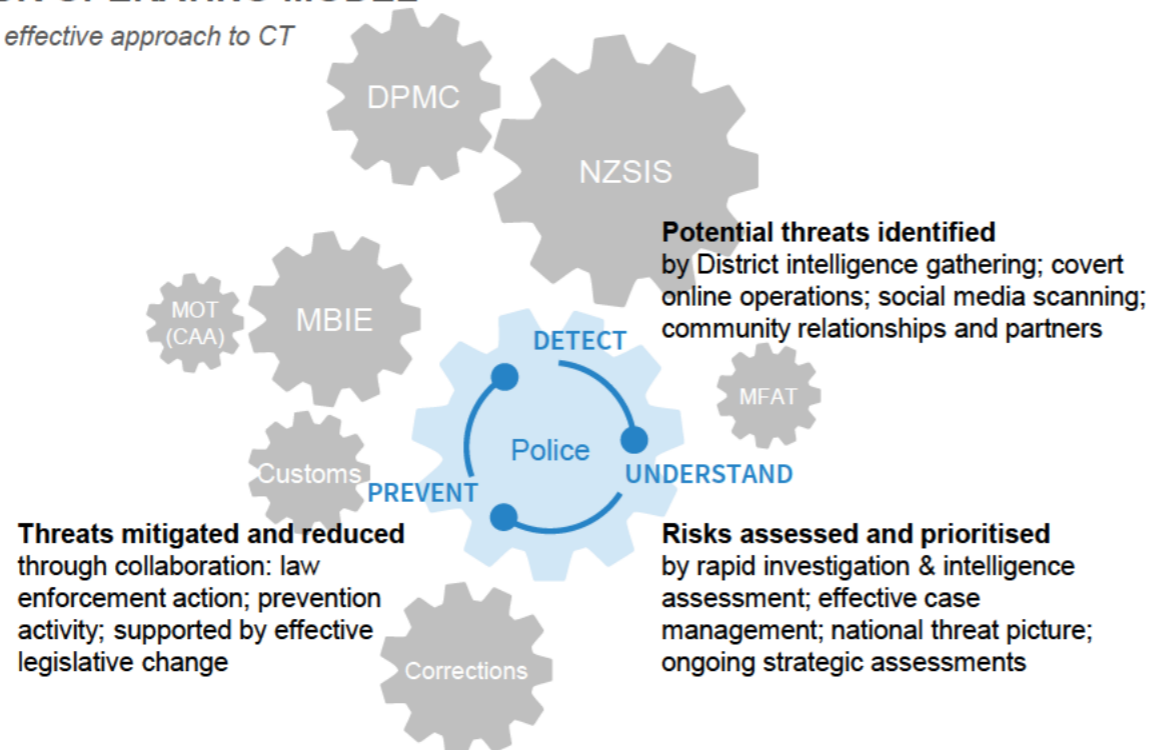 OPERATING MODEL
effective approach to CT
DPMC
NZSIS
Potential threats identified
by District intelligence gathering; covert
online operations; social media scanning;
community relationships and partners
MOT
(CAA)
MBIE
DETECT
MFAT
Police
Customs
PREVENT
UNDERSTAND
Threats mitigated and reduced
through collaboration: law
enforcement action; prevention
activity; supported by effective
legislative change
Risks assessed and prioritised
by rapid investigation & intelligence
assessment; effective case
management; national threat picture;
ongoing strategic assessments
Corrections